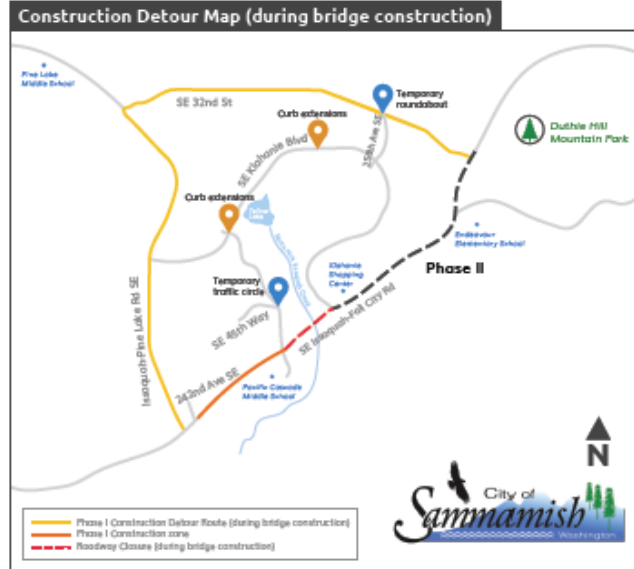 Construction Detour Map (during bridge construction)
Pine Lake
Middle School
SE 32nd St
Temporary
roundabout
Curb extensions
SE Klahanie Blvd
Duthie Hill
Mountain Park
Curb extensions
Yellow
Lake
Endeavour
Elementary School
Klahanie
Shopping
Center
Phase II
Temporary
traffic circle
Issaquah-Pine Lake Rd SE
SE 46th Way
SE Issaquah-Fall City Rd
242nd Ave SE
Pacific Cascade
Middle School
N
City of
Sammamish
Washington
Phase I Construction Detour Route (during bridge construction)
Phase I Construction zone
Roadway Closure (during bridge construction)